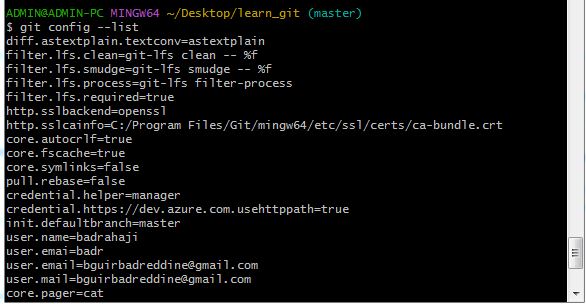 ADMIN@ADMIN-PC MINGW64 ~/Desktop/learn_git (master)
$ git config --list
diff.astextplain.textconv=astextplain
filter.lfs.clean=git-lfs clean -- %f
filter.lfs.smudge=git-lfs smudge -- %f
filter.lfs.process=git-lfs filter-process
filter.lfs.required=true
http.sslbackend=openssl
http.sslcainfo=C:/Program Files/Git/mingw64/etc/ssl/certs/ca-bundle.crt
core.autocrlf=true
core.fscache=true
core.symlinks=false
pull.rebase=false
credential.helper=manager
credential.https://dev.azure.com.usehttppath=true
init.defaultbranch=master
user.name=badrahaji
user.emai=badr
user.email=bguirbadreddine@gmail.com
user.mail=bguirbadreddine@gmail.com
core.pager=cat